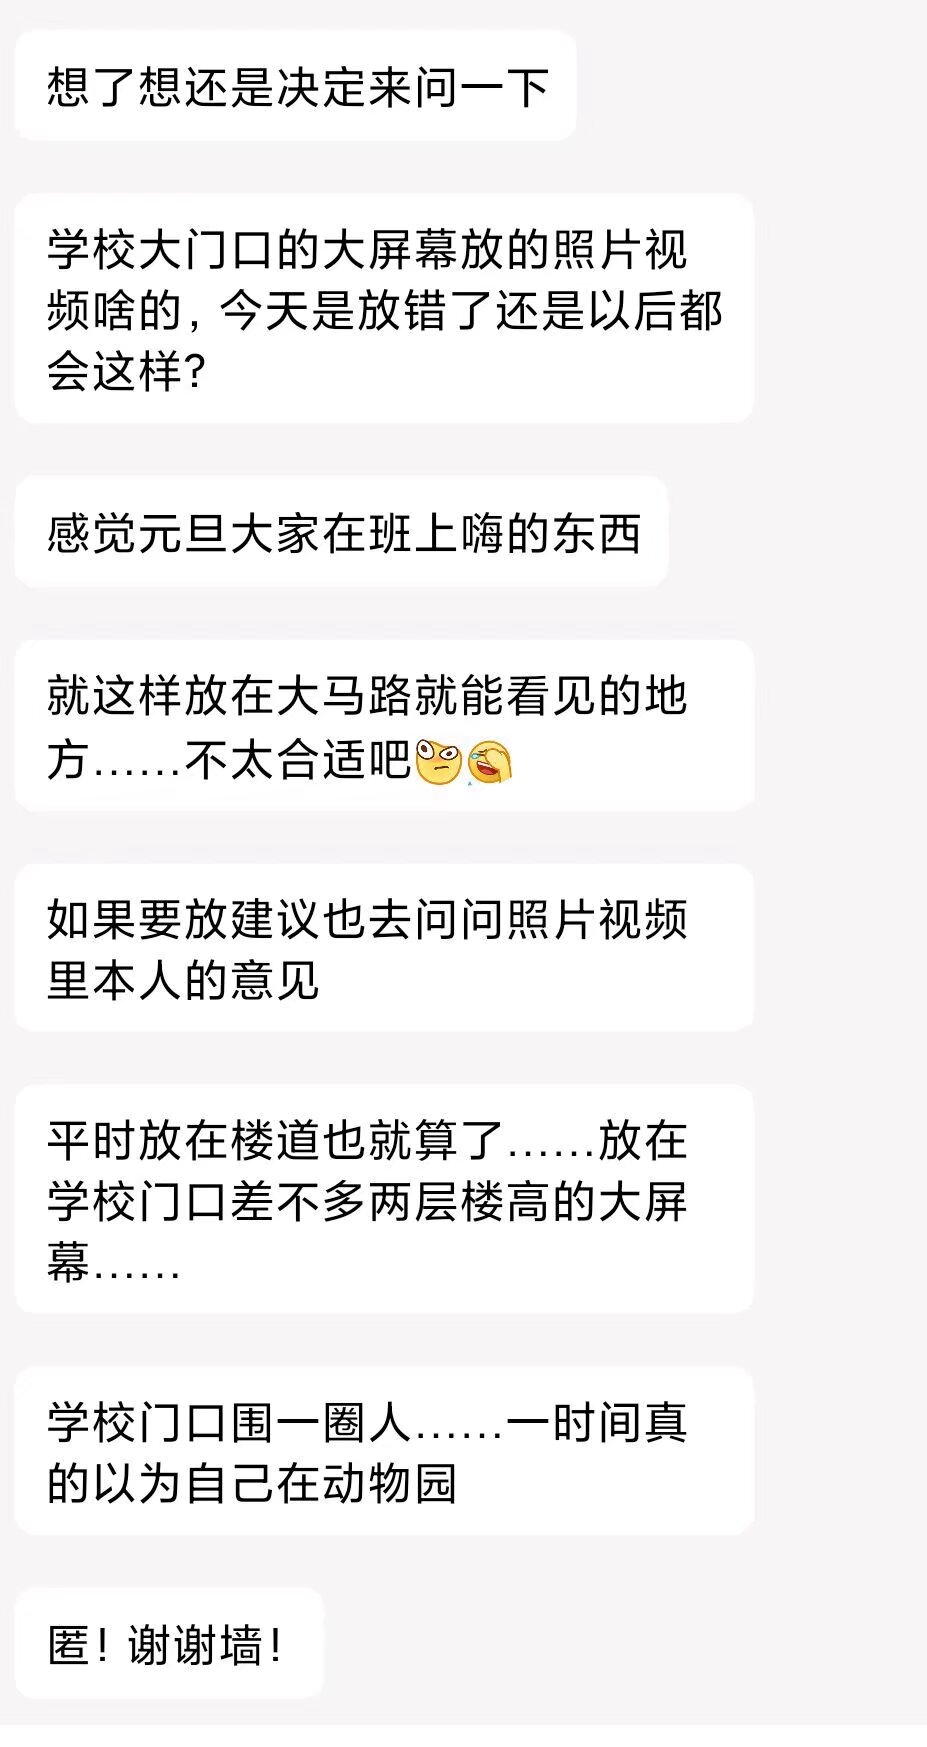 想了想还是决定来问一下
学校大门口的大屏幕放的照片视
频啥的，今天是放错了还是以后都
会这样?
感觉元旦大家在班上嗨的东西
就这样放在大马路就能看见的地
方……不太合适吧
如果要放建议也去问问照片视频
里本人的意见
平时放在楼道也就算了……放在
学校门口差不多两层楼高的大屏
幕……
学校门口围一圈人……一时间真
的以为自己在动物园
匿！谢谢墙！